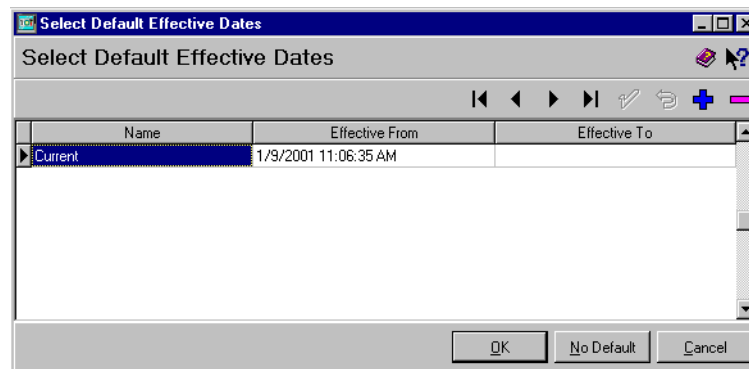 Select Default Effective Dates
Select Default Effective Dates
Name Effective From Effective To
Current 1/9/2001 11:06:35 AM
OK No Default Cancel